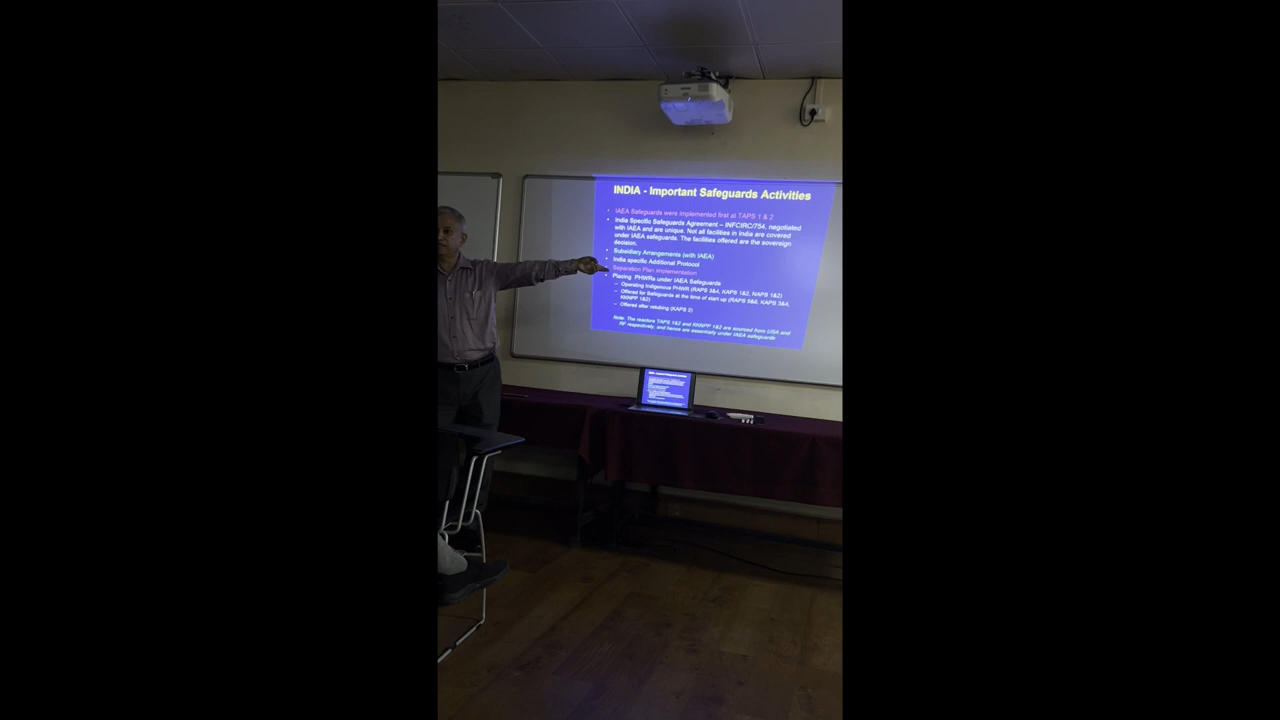 INDIA - Important Safeguards Activities
• IAEA Safeguards were implemented first at TAPS 1 & 2
• India Specific Safeguards Agreement – INFCIRC/754, negotiated
with IAEA and are unique. Not all facilities in India are covered
under IAEA safeguards. The facilities offered are the sovereign
decision.
• Subsidiary Arrangements (with IAEA)
• India specific Additional Protocol
• Separation Plan implementation
• Placing PHWRs under IAEA Safeguards
– Operating Indigenous PHWR (RAPS 3&4, KAPS 1&2, NAPS 1&2)
– Offered for Safeguards at the time of start up (RAPS 5&6, KAPS 3&4,
KKNPP 1&2)
– Offered after refueling (KAPS 2)
Note: The reactors TAPS 1&2 and KKNPP 1&2 are sourced from USA and
RF respectively, and hence are essentially under IAEA safeguards